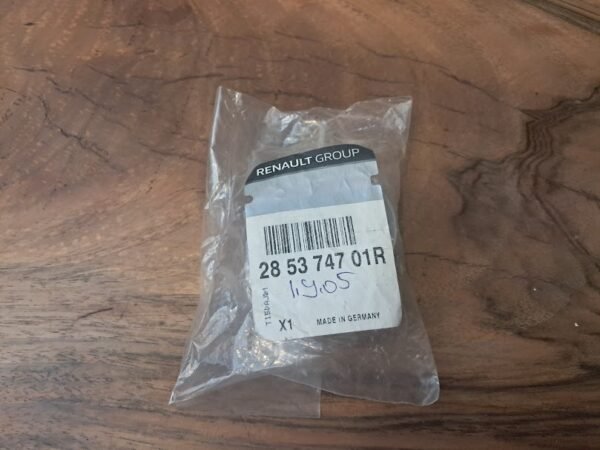 RENAULT GROUP
28 53 747 01R
1.9.05
X1 MADE IN GERMANY